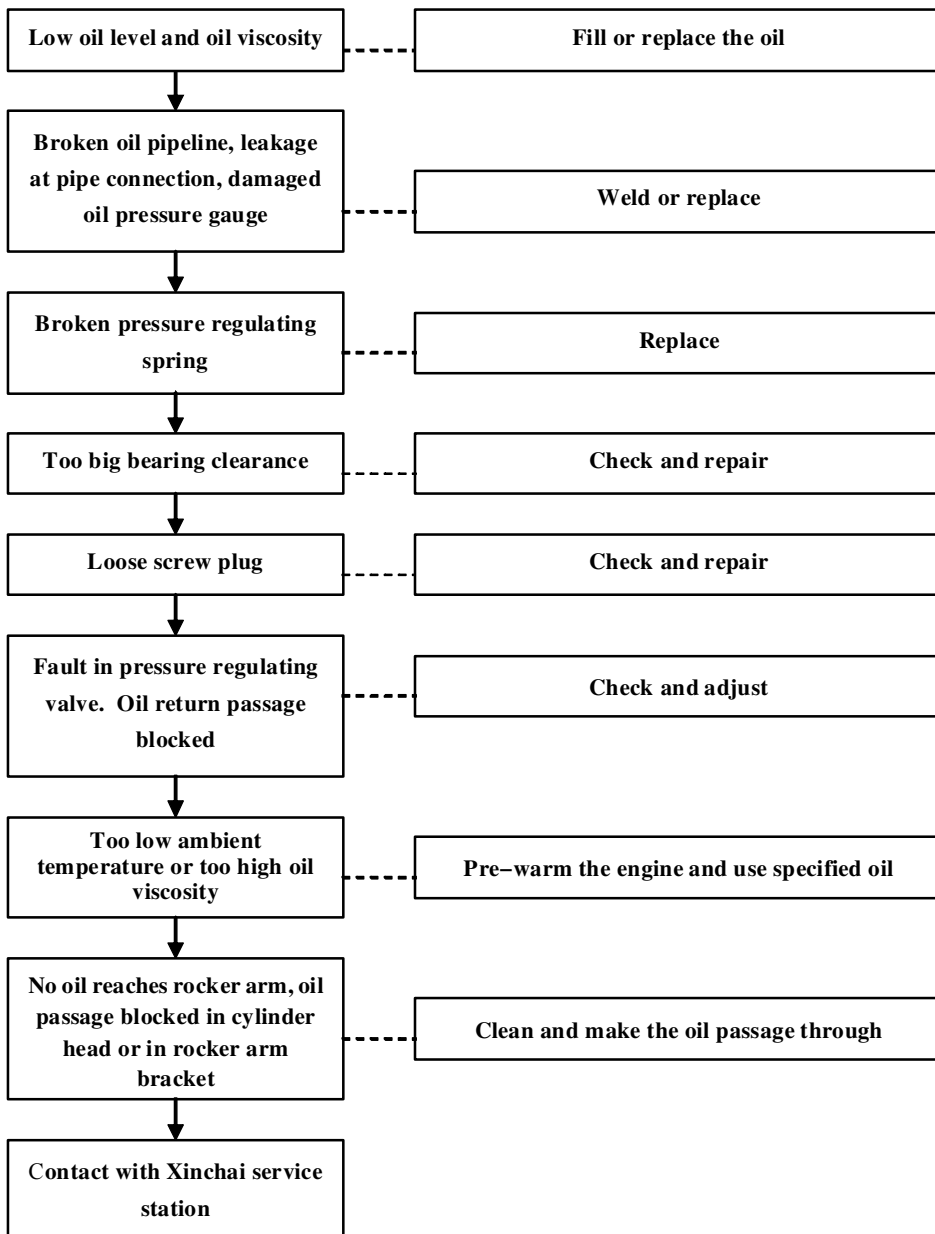 Low oil level and oil viscosity
Fill or replace the oil
Broken oil pipeline, leakage
at pipe connection, damaged
oil pressure gauge
Weld or replace
Broken pressure regulating
spring
Replace
Too big bearing clearance
Check and repair
Loose screw plug
Check and repair
Fault in pressure regulating
valve. Oil return passage
blocked
Check and adjust
Too low ambient
temperature or too high oil
viscosity
Pre-warm the engine and use specified oil
No oil reaches rocker arm, oil
passage blocked in cylinder
head or in rocker arm
bracket
Clean and make the oil passage through
Contact with Xinchai service
station